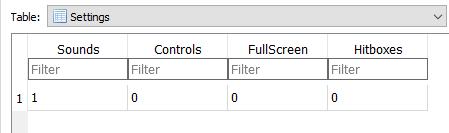 Table: Settings
Sounds Controls FullScreen Hitboxes
Filter Filter Filter Filter
1 1 0 0 0